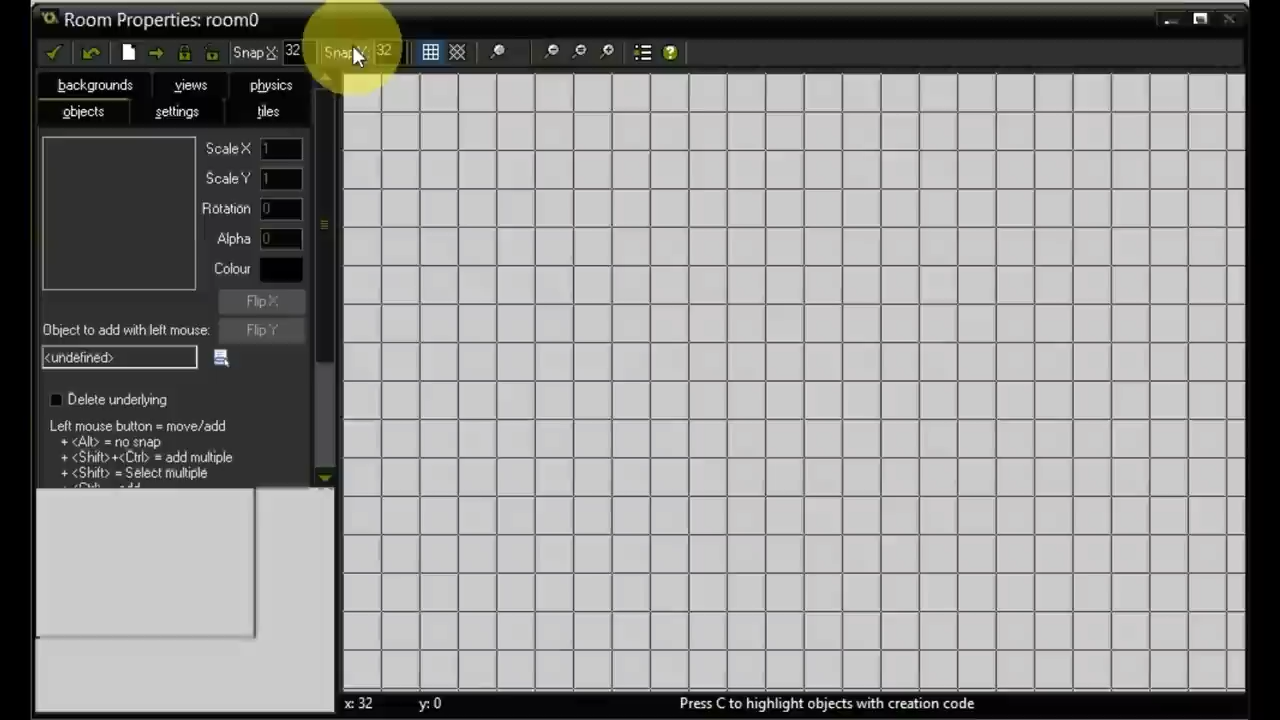 Room Properties: room0
Snap X: 32 Snap Y: 32
backgrounds views physics
objects settings tiles
Scale X 1
Scale Y 1
Rotation 0
Alpha 0
Colour
Flip X
Object to add with left mouse: Flip Y
<undefined>
Delete underlying
Left mouse button = move/add
+ <Alt> = no snap
+ <Shift>+<Ctrl> = add multiple
+ <Shift> = Select multiple
+ <Ctrl> = add
x: 32 y: 0 Press C to highlight objects with creation code